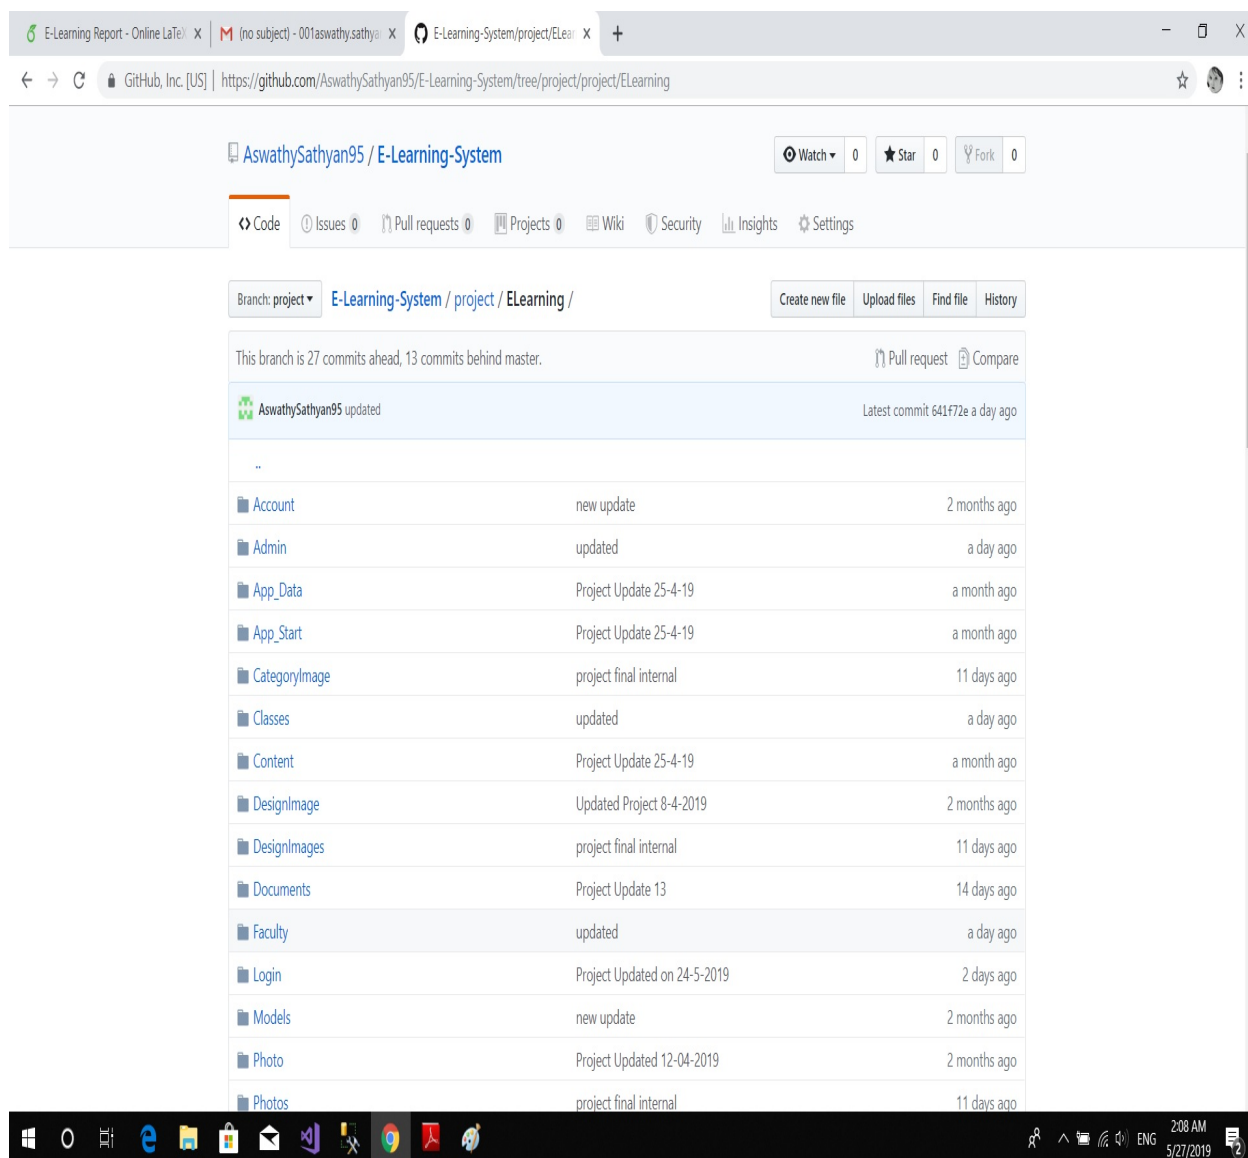 E-Learning Report - Online LaTeX
(no subject) - 001aswathy.sathya
E-Learning-System/project/ELear
GitHub, Inc. [US] | https://github.com/AswathySathyan95/E-Learning-System/tree/project/project/ELearning
AswathySathyan95 / E-Learning-System
Watch 0 Star 0 Fork 0
Code Issues 0 Pull requests 0 Projects 0 Wiki Security Insights Settings
Branch: project E-Learning-System / project / ELearning / Create new file Upload files Find file History
This branch is 27 commits ahead, 13 commits behind master. Pull request Compare
AswathySathyan95 updated Latest commit 641f72e a day ago
..
Account new update 2 months ago
Admin updated a day ago
App_Data Project Update 25-4-19 a month ago
App_Start Project Update 25-4-19 a month ago
CategoryImage project final internal 11 days ago
Classes updated a day ago
Content Project Update 25-4-19 a month ago
DesignImage Updated Project 8-4-2019 2 months ago
DesignImages project final internal 11 days ago
Documents Project Update 13 14 days ago
Faculty updated a day ago
Login Project Updated on 24-5-2019 2 days ago
Models new update 2 months ago
Photo Project Updated 12-04-2019 2 months ago
Photos project final internal 11 days ago
ENG
2:08 AM
5/27/2019
2